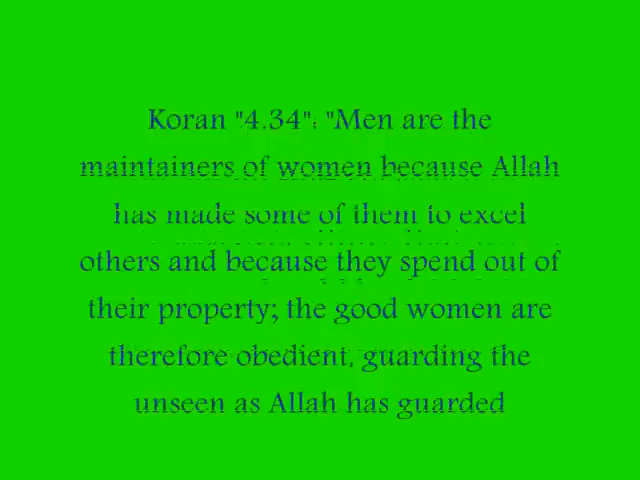 Koran "4.34": "Men are the
maintainers of women because Allah
has made some of them to excel
others and because they spend out of
their property; the good women are
therefore obedient, guarding the
unseen as Allah has guarded